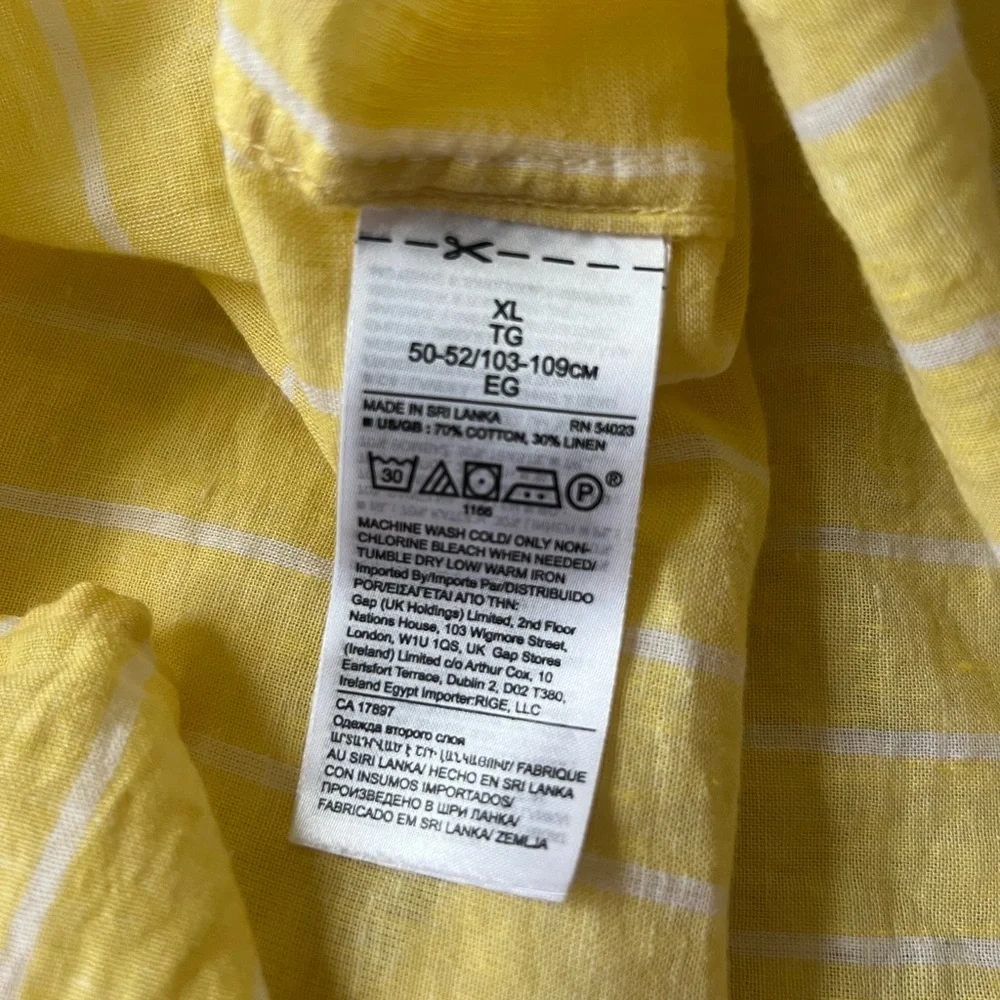 XL
TG
50-52/103-109см
EG
MADE IN SRI LANKA RN 54023
US/GB : 70% COTTON, 30% LINEN
30 P ®
1166
MACHINE WASH COLD/ ONLY NON-
CHLORINE BLEACH WHEN NEEDED/
TUMBLE DRY LOW/ WARM IRON
Imported By/Importe Par/DISTRIBUIDO
POR/ΕΙΣΑΓΕΤΑΙ ΑΠΟ ΤΗΝ:
Gap (UK Holdings) Limited, 2nd Floor
Nations House, 103 Wigmore Street,
London, W1U 1QS, UK Gap Stores
(Ireland) Limited c/o Arthur Cox, 10
Earlsfort Terrace, Dublin 2, D02 T380,
Ireland Egypt Importer:RIGE, LLC
CA 17897
Одежда второго слоя
ԱՐՏԱԴՐՎԱԾ Է ՇՐԻ ԼԱՆԿԱՅՈՒՄ/ FABRIQUE
AU SIRI LANKA/ HECHO EN SRI LANKA
CON INSUMOS IMPORTADOS/
ПРОИЗВЕДЕНО В ШРИ ЛАНКА/
FABRICADO EM SRI LANKA/ ZEMLJA